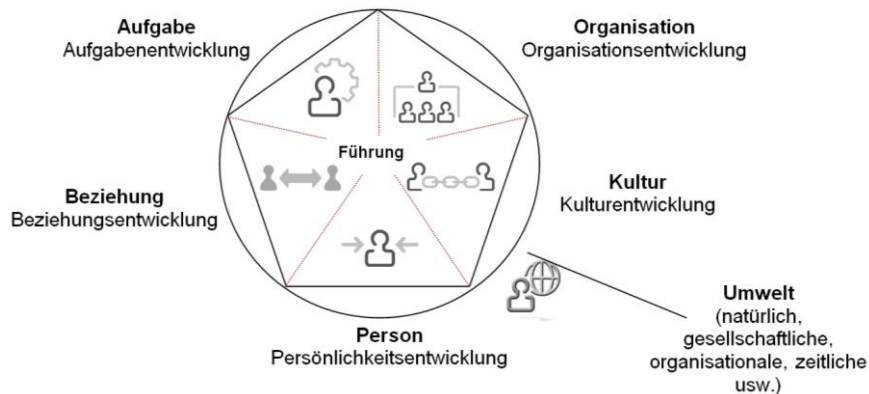 Aufgabe
Aufgabenentwicklung
Organisation
Organisationsentwicklung
Führung
Beziehung
Beziehungsentwicklung
Kultur
Kulturentwicklung
Person
Persönlichkeitsentwicklung
Umwelt
(natürlich,
gesellschaftliche,
organisationale, zeitliche
usw.)